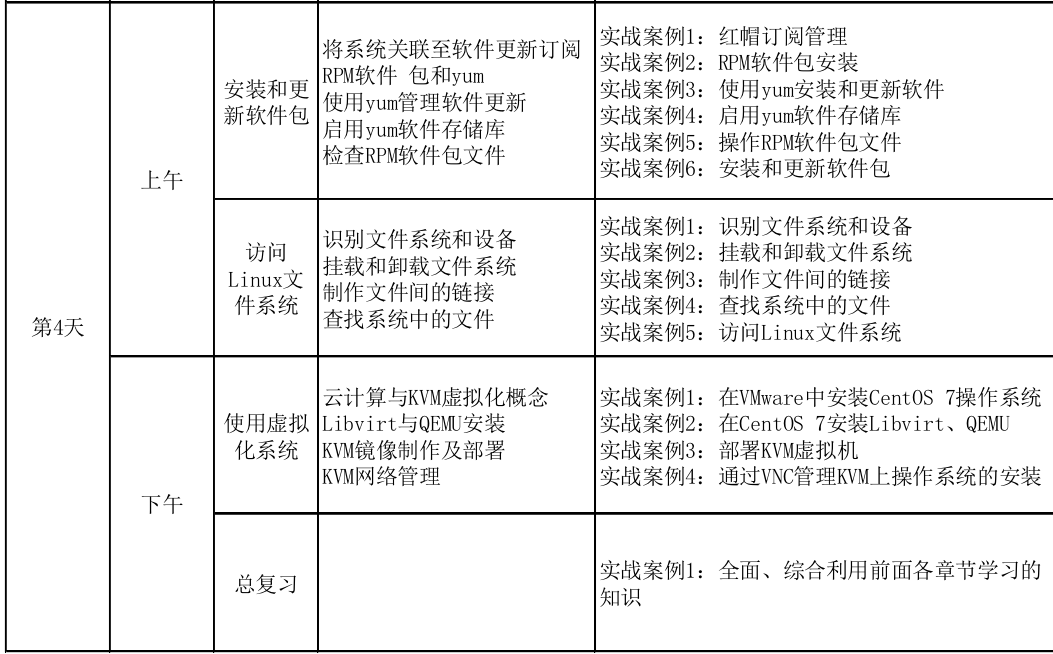 第4天
上午
安装和更
新软件包
将系统关联至软件更新订阅
RPM软件 包和yum
使用yum管理软件更新
启用yum软件存储库
检查RPM软件包文件
实战案例1：红帽订阅管理
实战案例2：RPM软件包安装
实战案例3：使用yum安装和更新软件
实战案例4：启用yum软件存储库
实战案例5：操作RPM软件包文件
实战案例6：安装和更新软件包
访问
Linux文
件系统
识别文件系统和设备
挂载和卸载文件系统
制作文件间的链接
查找系统中的文件
实战案例1：识别文件系统和设备
实战案例2：挂载和卸载文件系统
实战案例3：制作文件间的链接
实战案例4：查找系统中的文件
实战案例5：访问Linux文件系统
下午
使用虚拟
化系统
云计算与KVM虚拟化概念
Libvirt与QEMU安装
KVM镜像制作及部署
KVM网络管理
实战案例1：在VMware中安装CentOS 7操作系统
实战案例2：在CentOS 7安装Libvirt、QEMU
实战案例3：部署KVM虚拟机
实战案例4：通过VNC管理KVM上操作系统的安装
总复习
实战案例1：全面、综合利用前面各章节学习的
知识